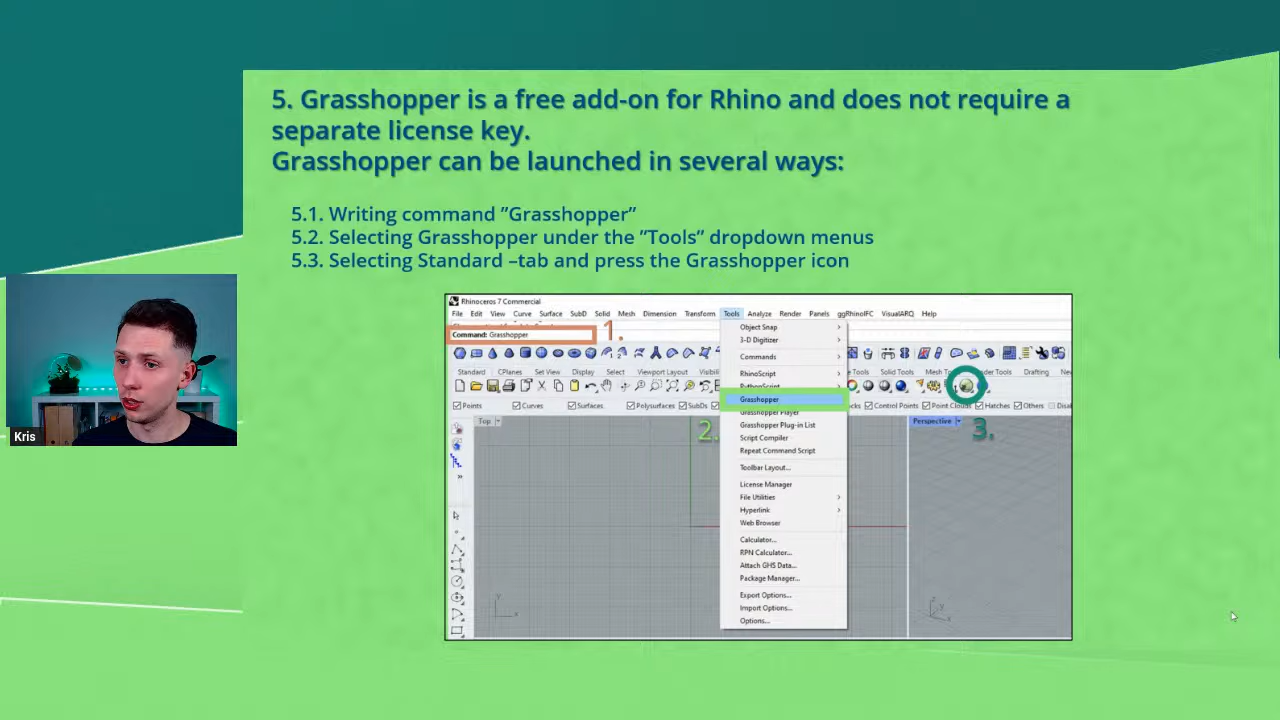 5. Grasshopper is a free add-on for Rhino and does not require a
separate license key.
Grasshopper can be launched in several ways:
5.1. Writing command ”Grasshopper”
5.2. Selecting Grasshopper under the ”Tools” dropdown menus
5.3. Selecting Standard –tab and press the Grasshopper icon
Rhinoceros 7 Commercial
File Edit View Curve Surface SubD Solid Mesh Dimension Transform Tools Analyze Render Panels ggRhinoIFC VisualARQ Help
Command: Grasshopper
1.
Standard CPlanes Set View Display Select Viewport Layout
Solid Tools Drafting
Points Curves Surfaces Polysurfaces SubDs
Control Points Point Clouds Hatches Others
Object Snap
3-D Digitizer
Commands
RhinoScript
PythonScript
Grasshopper
Grasshopper Player
Grasshopper Plug-in List
Script Compiler
Repeat Command Script
Toolbar Layout...
License Manager
File Utilities
Hyperlink
Web Browser
Calculator...
RPN Calculator...
Attach GHS Data...
Package Manager...
Export Options...
Import Options...
Options...
Top
2.
Perspective
3.
y
x
z
y
x
Kris